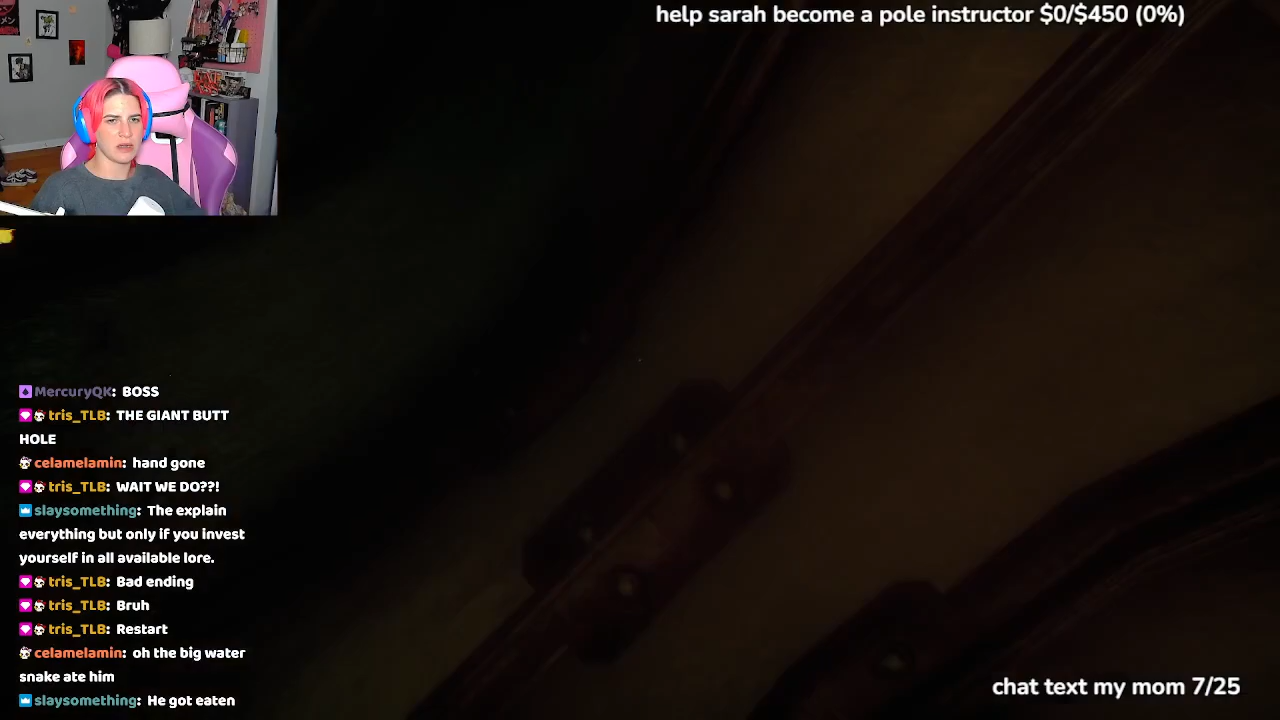 help sarah become a pole instructor $0/$450 (0%)
MercuryQK: BOSS
tris_TLB: THE GIANT BUTT
HOLE
celamelamin: hand gone
tris_TLB: WAIT WE DO??!
slaysomething: The explain
everything but only if you invest
yourself in all available lore.
tris_TLB: Bad ending
tris_TLB: Bruh
tris_TLB: Restart
celamelamin: oh the big water
snake ate him
slaysomething: He got eaten
chat text my mom 7/25